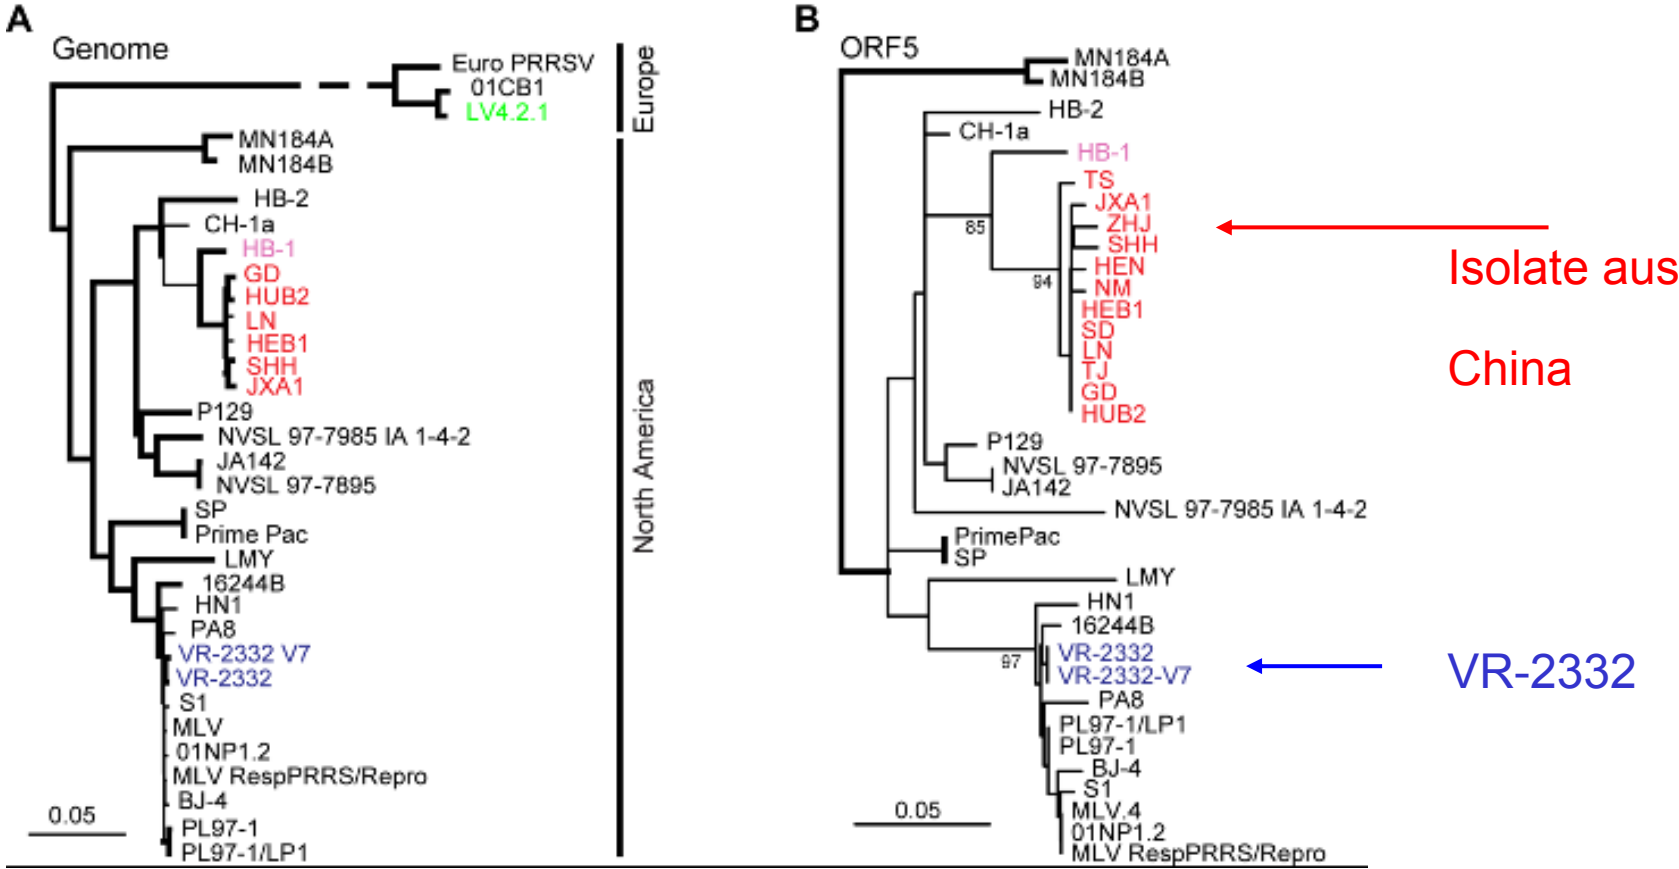 A
Genome
Euro PRRSV
01CB1
LV4.2.1
Europe
MN184A
MN184B
HB-2
CH-1a
HB-1
GD
HUB2
LN
HEB1
SHH
JXA1
P129
NVSL 97-7985 IA 1-4-2
JA142
NVSL 97-7895
North America
SP
Prime Pac
LMY
16244B
HN1
PA8
VR-2332 V7
VR-2332
S1
MLV
01NP1.2
MLV RespPRRS/Repro
BJ-4
PL97-1
PL97-1/LP1
0.05
B
ORF5
MN184A
MN184B
HB-2
CH-1a
HB-1
TS
JXA1
ZHJ
SHH
HEN
NM
HEB1
SD
LN
TJ
GD
HUB2
85
94
P129
NVSL 97-7895
JA142
NVSL 97-7985 IA 1-4-2
PrimePac
SP
LMY
HN1
16244B
VR-2332
VR-2332-V7
97
PA8
PL97-1/LP1
PL97-1
BJ-4
S1
MLV.4
01NP1.2
MLV RespPRRS/Repro
0.05
Isolate aus
China
VR-2332